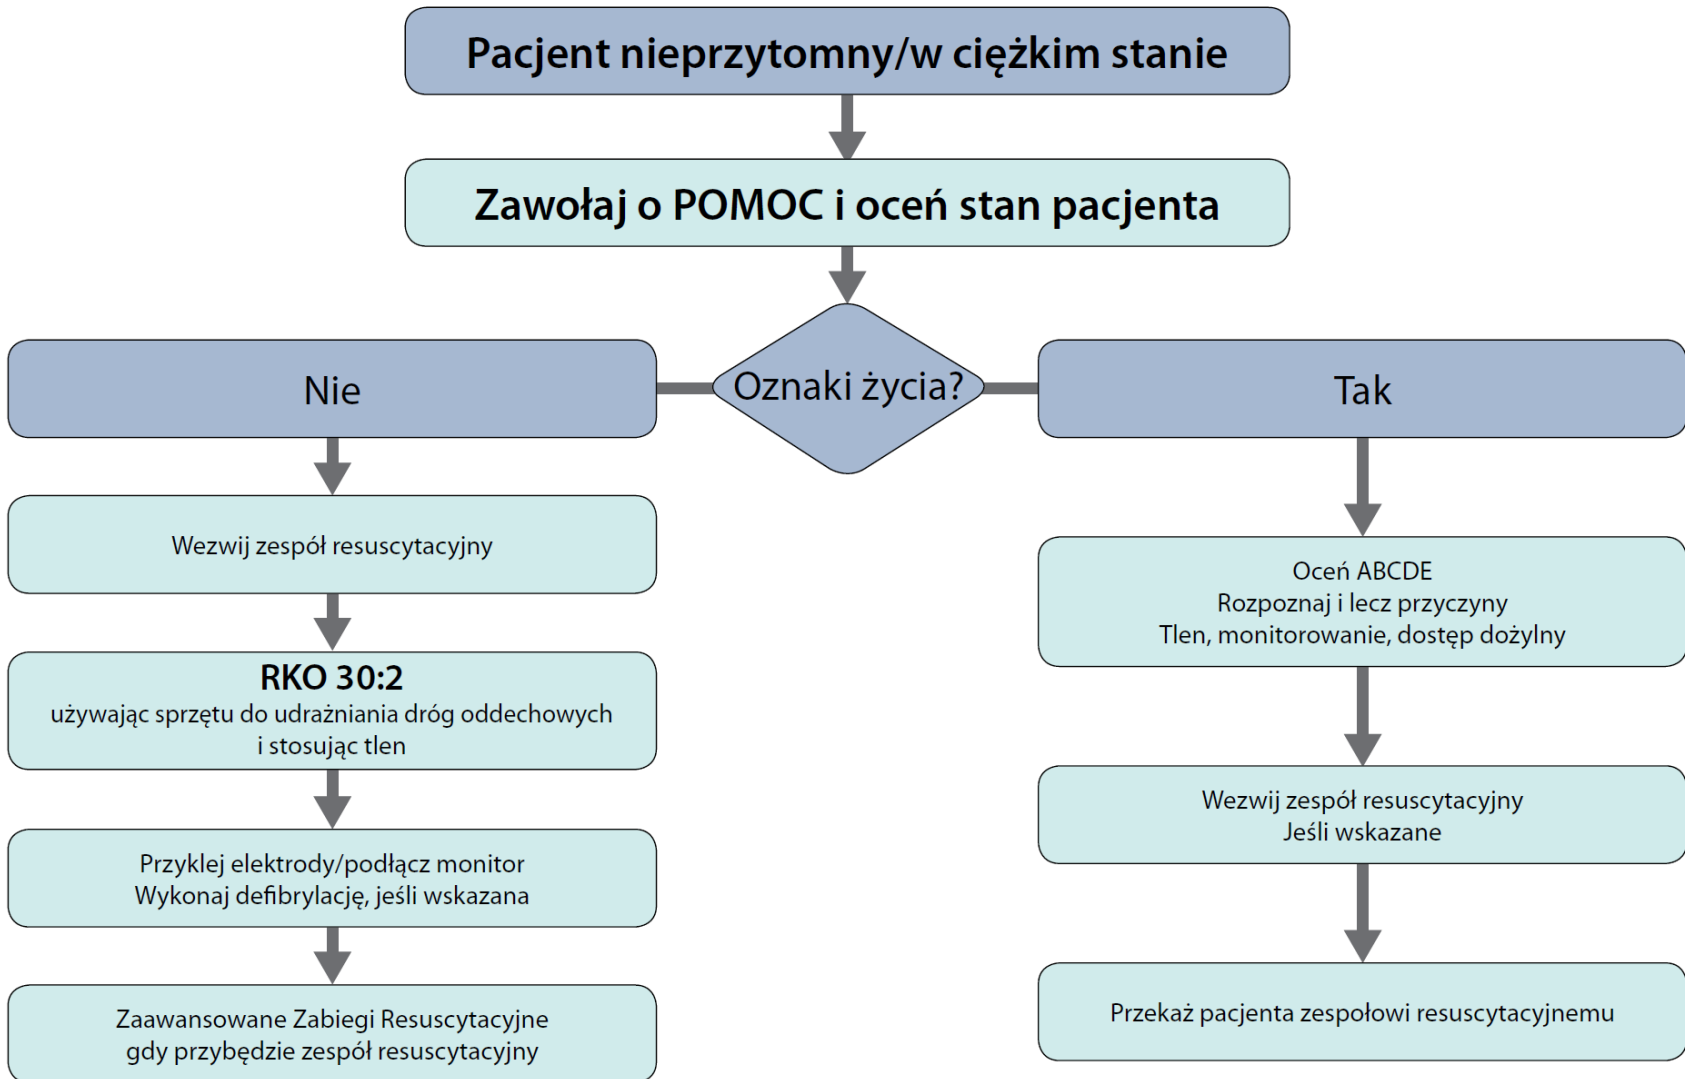 Pacjent nieprzytomny/w ciężkim stanie
Zawołaj o POMOC i oceń stan pacjenta
Oznaki życia?
Nie
Wezwij zespół resuscytacyjny
RKO 30:2
używając sprzętu do udrażniania dróg oddechowych
i stosując tlen
Przyklej elektrody/podłącz monitor
Wykonaj defibrylację, jeśli wskazana
Zaawansowane Zabiegi Resuscytacyjne
gdy przybędzie zespół resuscytacyjny
Tak
Oceń ABCDE
Rozpoznaj i lecz przyczyny
Tlen, monitorowanie, dostęp dożylny
Wezwij zespół resuscytacyjny
Jeśli wskazane
Przekaż pacjenta zespołowi resuscytacyjnemu